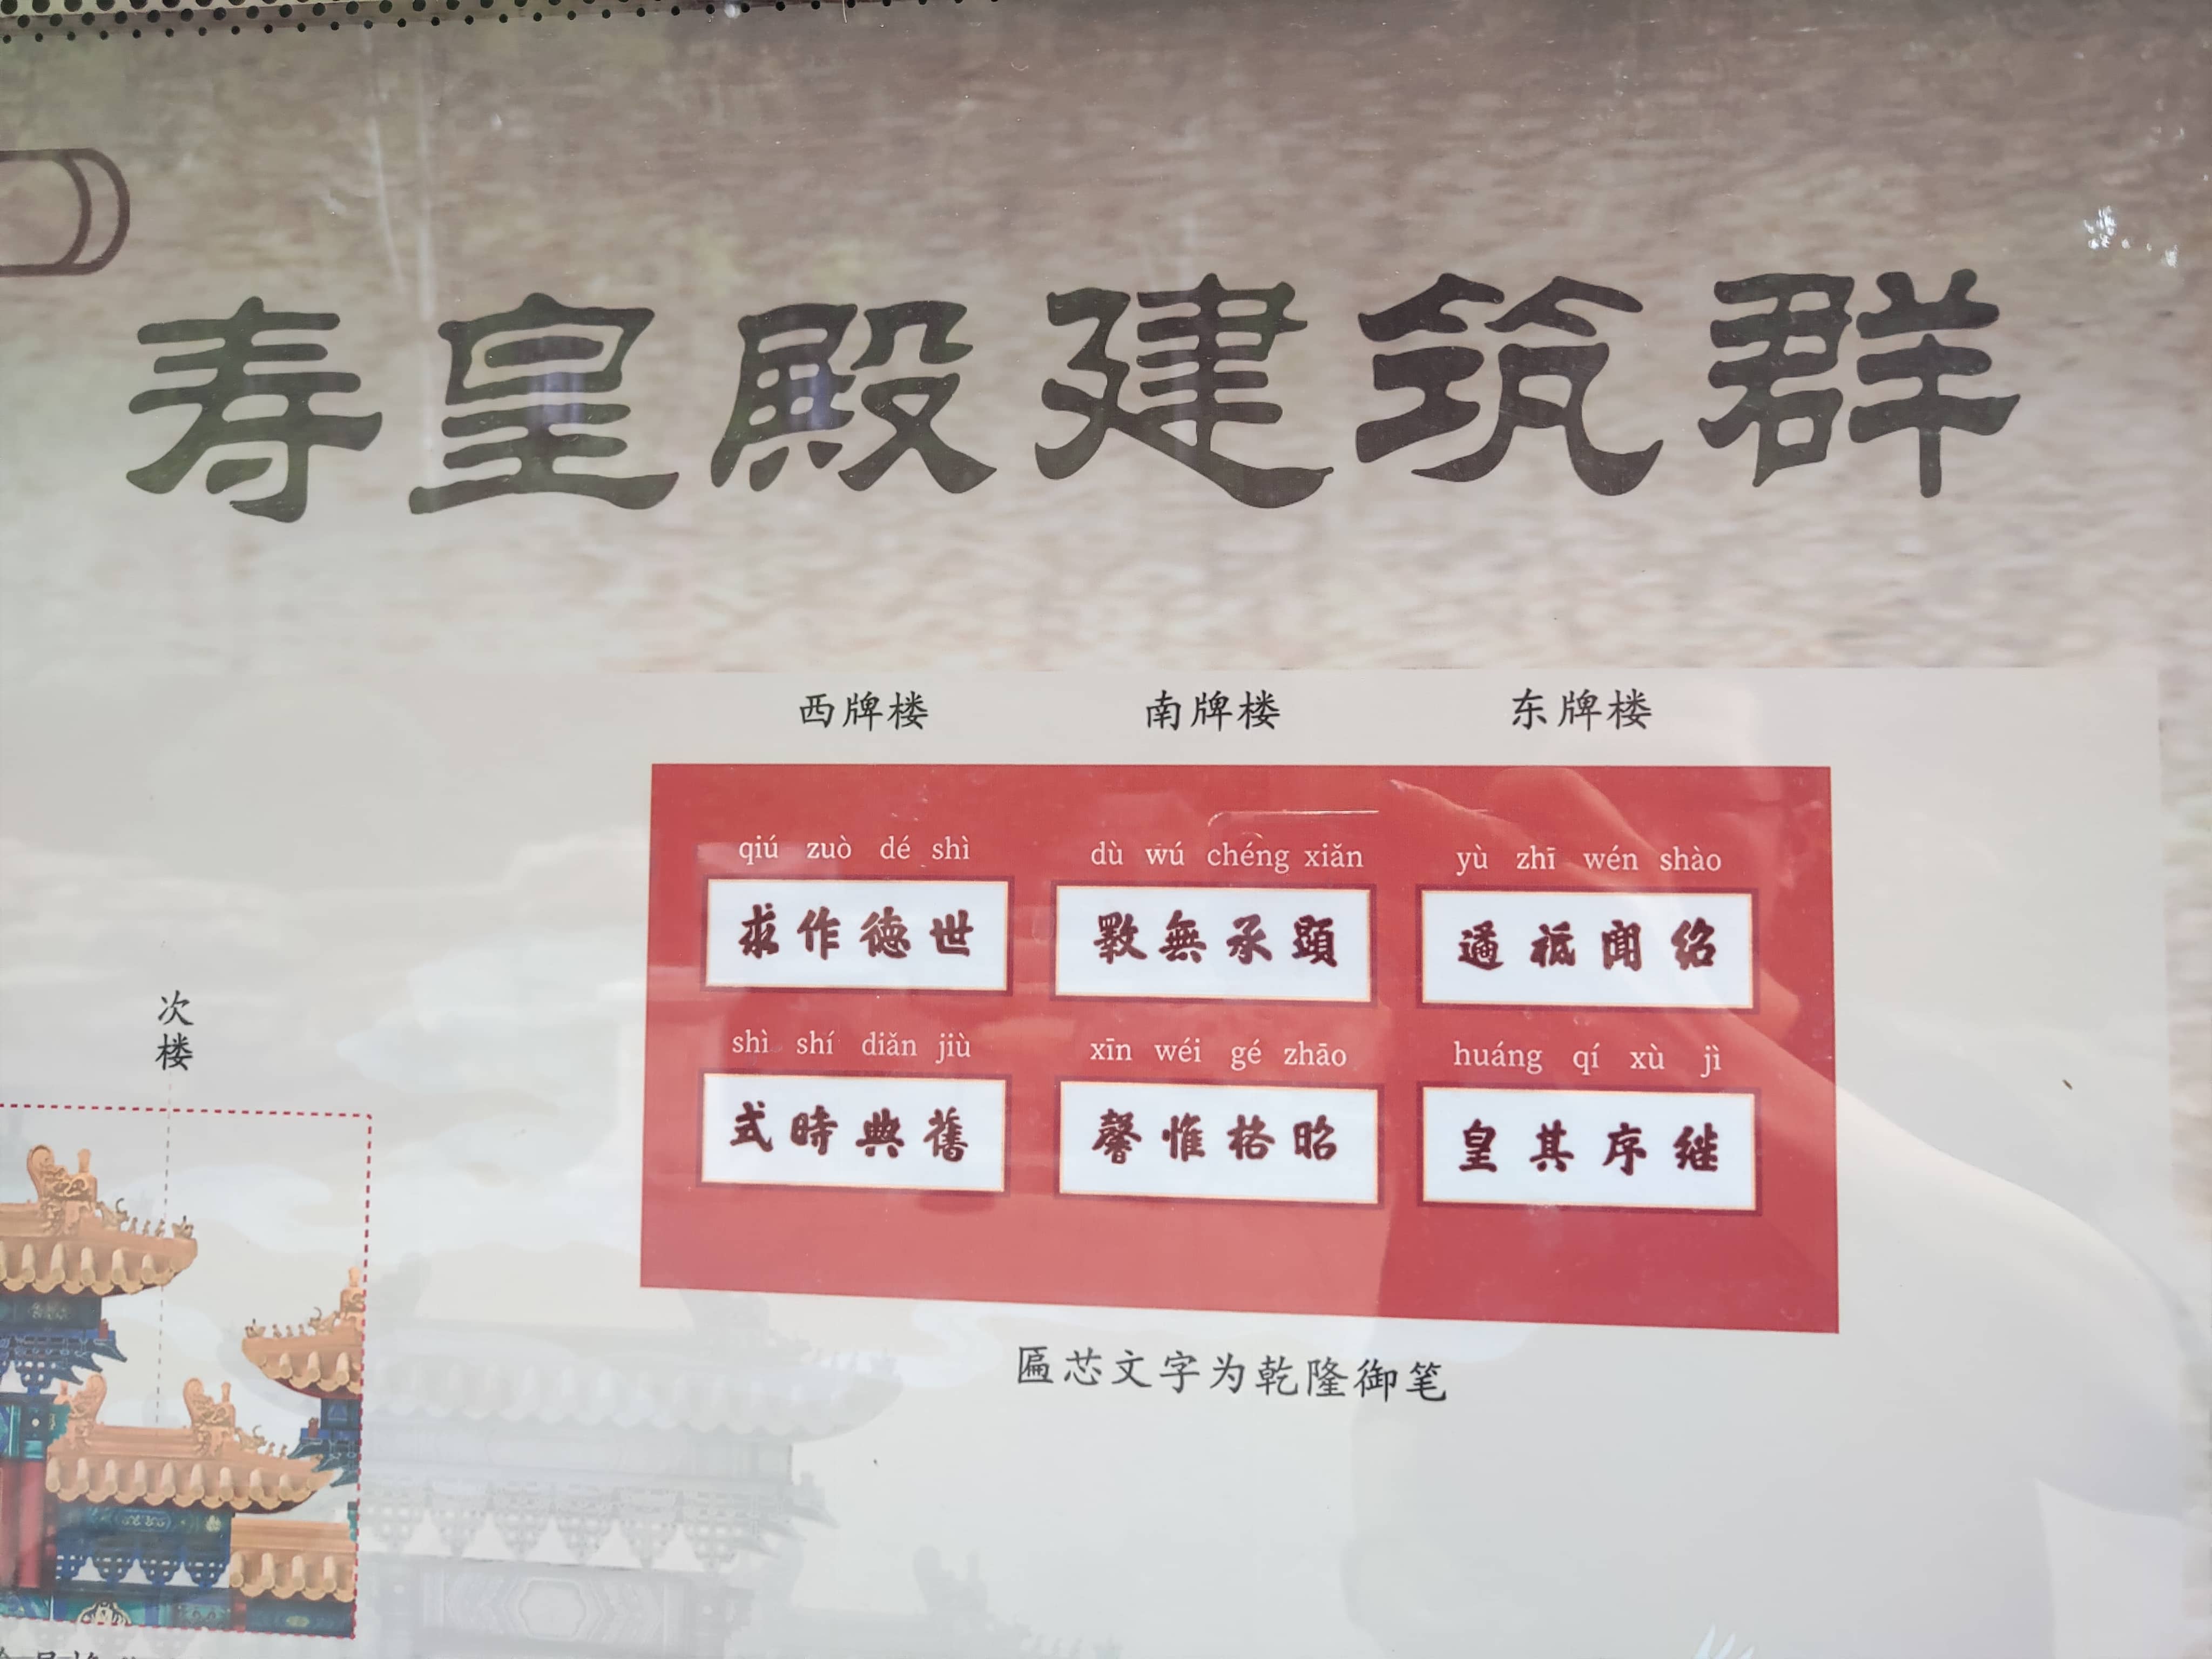 寿皇殿建筑群
西牌楼 南牌楼 东牌楼
qiú zuò dé shì dù wú chéng xiǎn yù zhī wén shào
求作德世 斁無承顕 遹祗聞紹
shì shí diǎn jiù xīn wéi gé zhāo huáng qí xù jì
式時典舊 馨惟格昭 皇其序继
匾芯文字为乾隆御笔
次楼